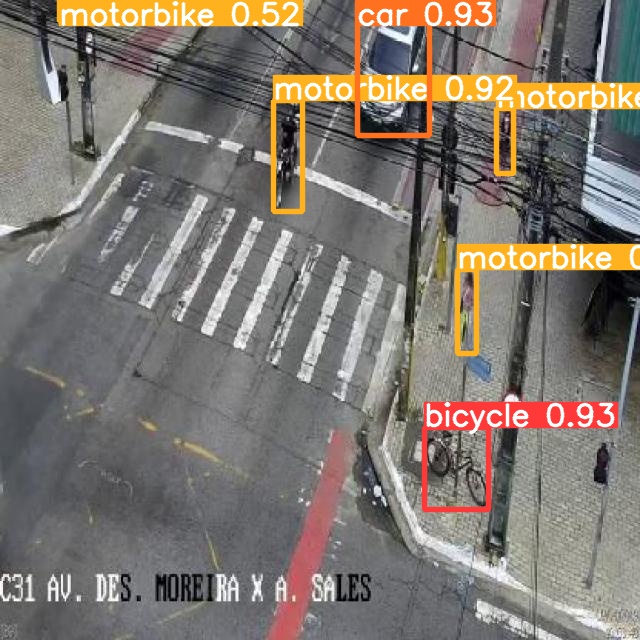 motorbike 0.52
car 0.93
motorbike 0.92
motorbike
motorbike 0
bicycle 0.93
C31 AV. DES. MOREIRA X A. SALES